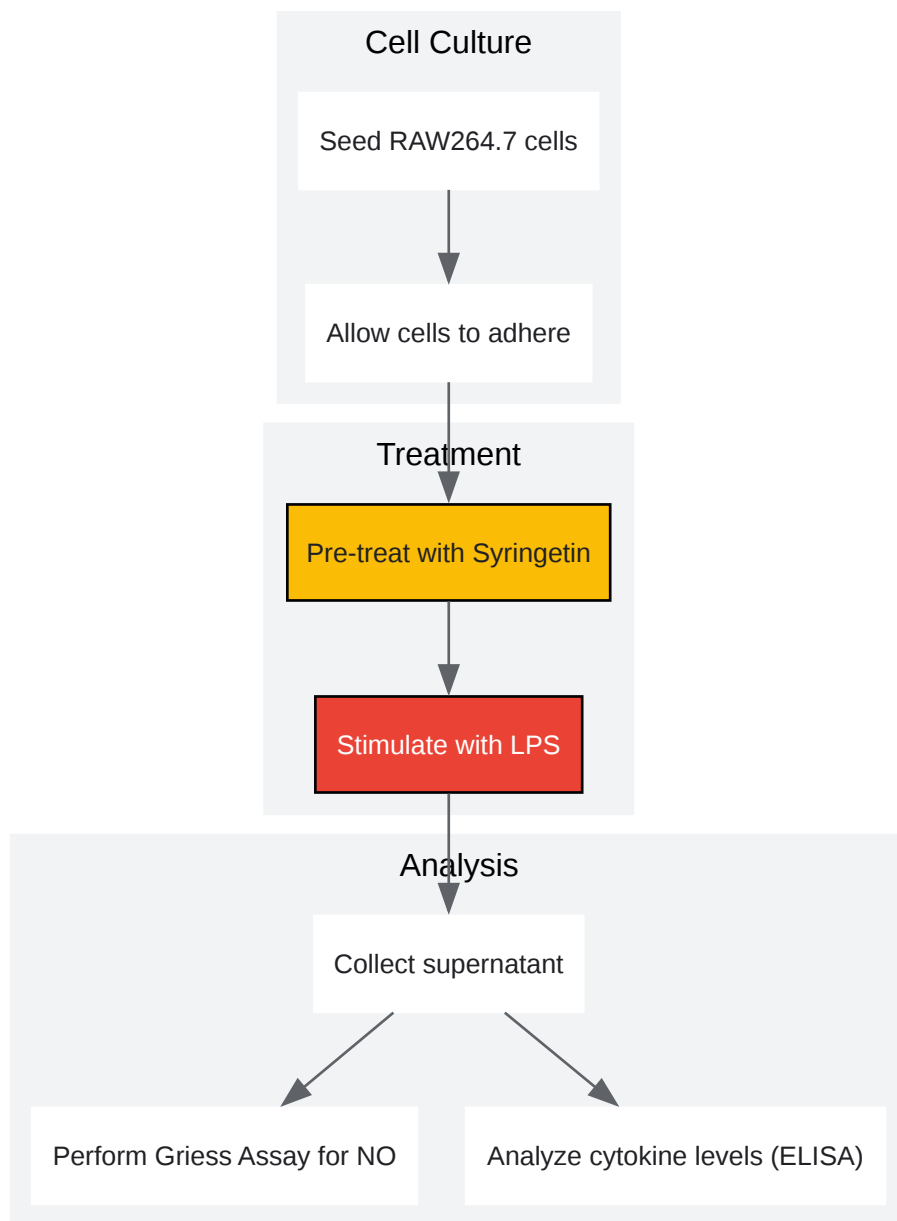 Cell Culture
Seed RAW264.7 cells
Allow cells to adhere
Treatment
Pre-treat with Syringetin
Stimulate with LPS
Analysis
Collect supernatant
Perform Griess Assay for NO
Analyze cytokine levels (ELISA)